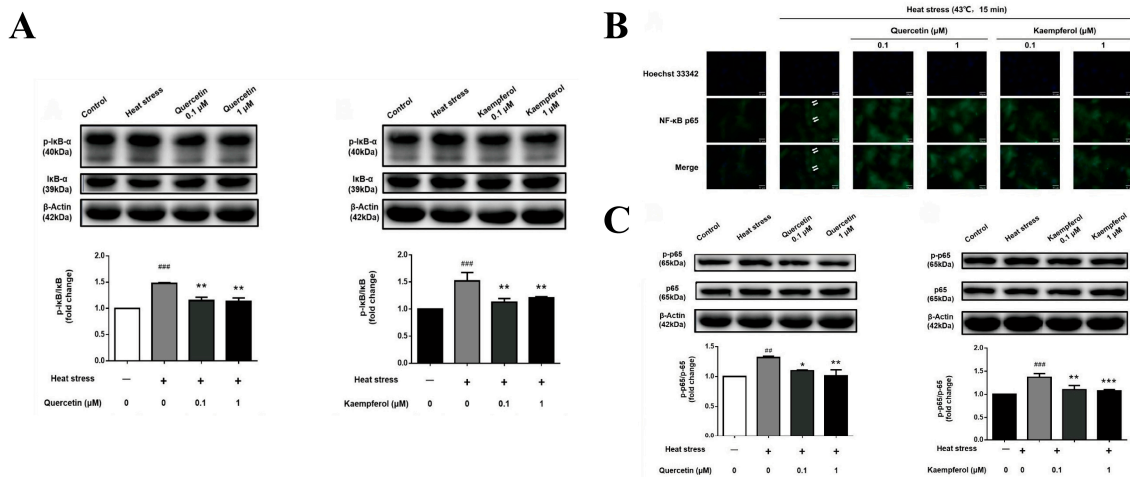 A
Control
Heat stress
Quercetin
0.1 μM
Quercetin
1 μM
p-IκB-α
(40kDa)
IκB-α
(39kDa)
β-Actin
(42kDa)
p-IκB/IκB
(fold change)
2.0
1.5
1.0
0.5
0.0
###
**
**
Heat stress — + + +
Quercetin (μM) 0 0 0.1 1
Control
Heat stress
Kaempferol
0.1 μM
Kaempferol
1 μM
p-IκB-α
(40kDa)
IκB-α
(39kDa)
β-Actin
(42kDa)
p-IκB/IκB
(fold change)
2.0
1.5
1.0
0.5
0.0
###
**
**
Heat stress — + + +
Kaempferol (μM) 0 0 0.1 1
B
Heat stress (43℃, 15 min)
Quercetin (μM) Kaempferol (μM)
0.1 1 0.1 1
Hoechst 33342
NF-κB p65
Merge
C
Control
Heat stress
Quercetin
0.1 μM
Quercetin
1 μM
p-p65
(65kDa)
p65
(65kDa)
β-Actin
(42kDa)
p-p65/p-65
(fold change)
1.5
1.0
0.5
0.0
##
*
**
Heat stress — + + +
Quercetin (μM) 0 0 0.1 1
Control
Heat stress
Kaempferol
0.1 μM
Kaempferol
1 μM
p-p65
(65kDa)
p65
(65kDa)
β-Actin
(42kDa)
p-p65/p-65
(fold change)
2.0
1.5
1.0
0.5
0.0
###
**
***
Heat stress — + + +
Kaempferol (μM) 0 0 0.1 1